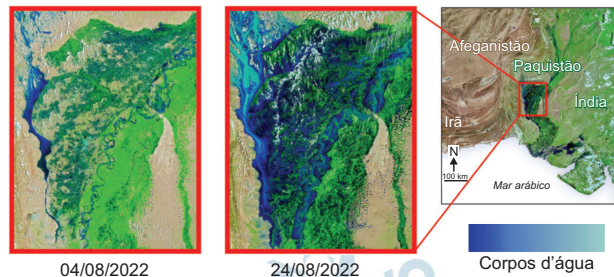 Afeganistão
Paquistão
Índia
Irã
N
100 km
Mar arábico
04/08/2022
24/08/2022
Corpos d'água